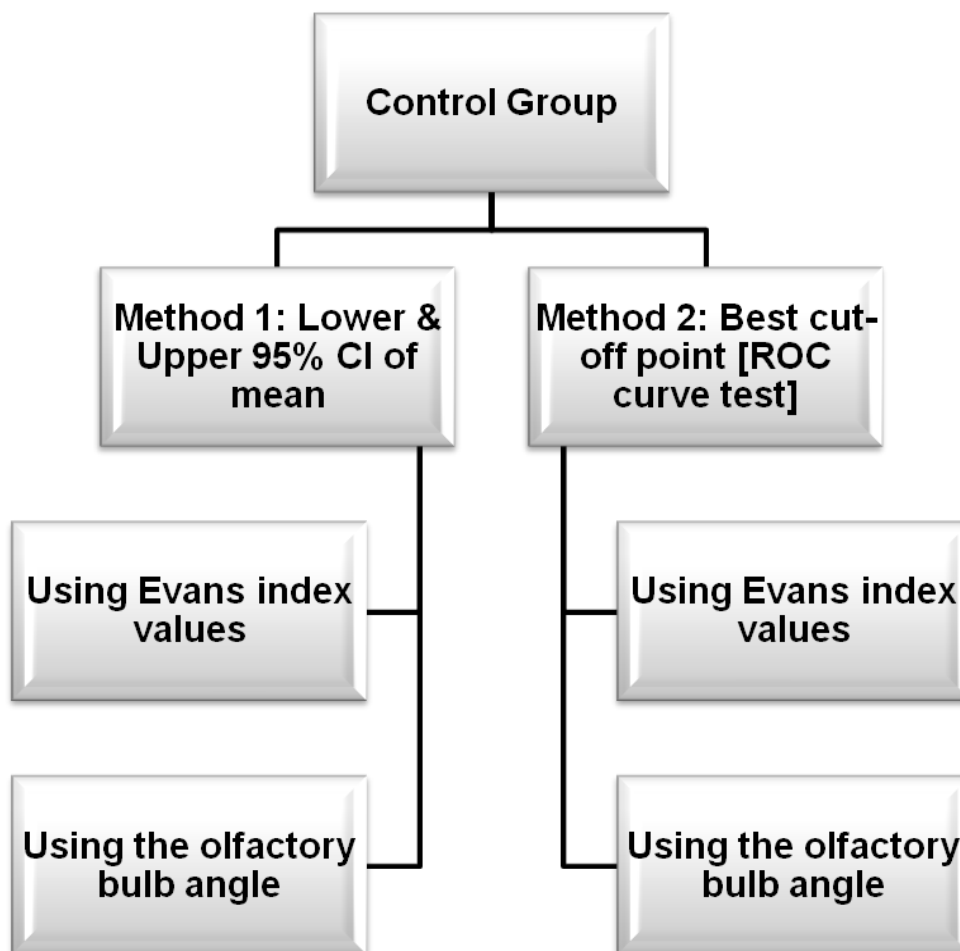 Control Group
Method 1: Lower &
Upper 95% CI of
mean
Method 2: Best cut-
off point [ROC
curve test]
Using Evans index
values
Using Evans index
values
Using the olfactory
bulb angle
Using the olfactory
bulb angle